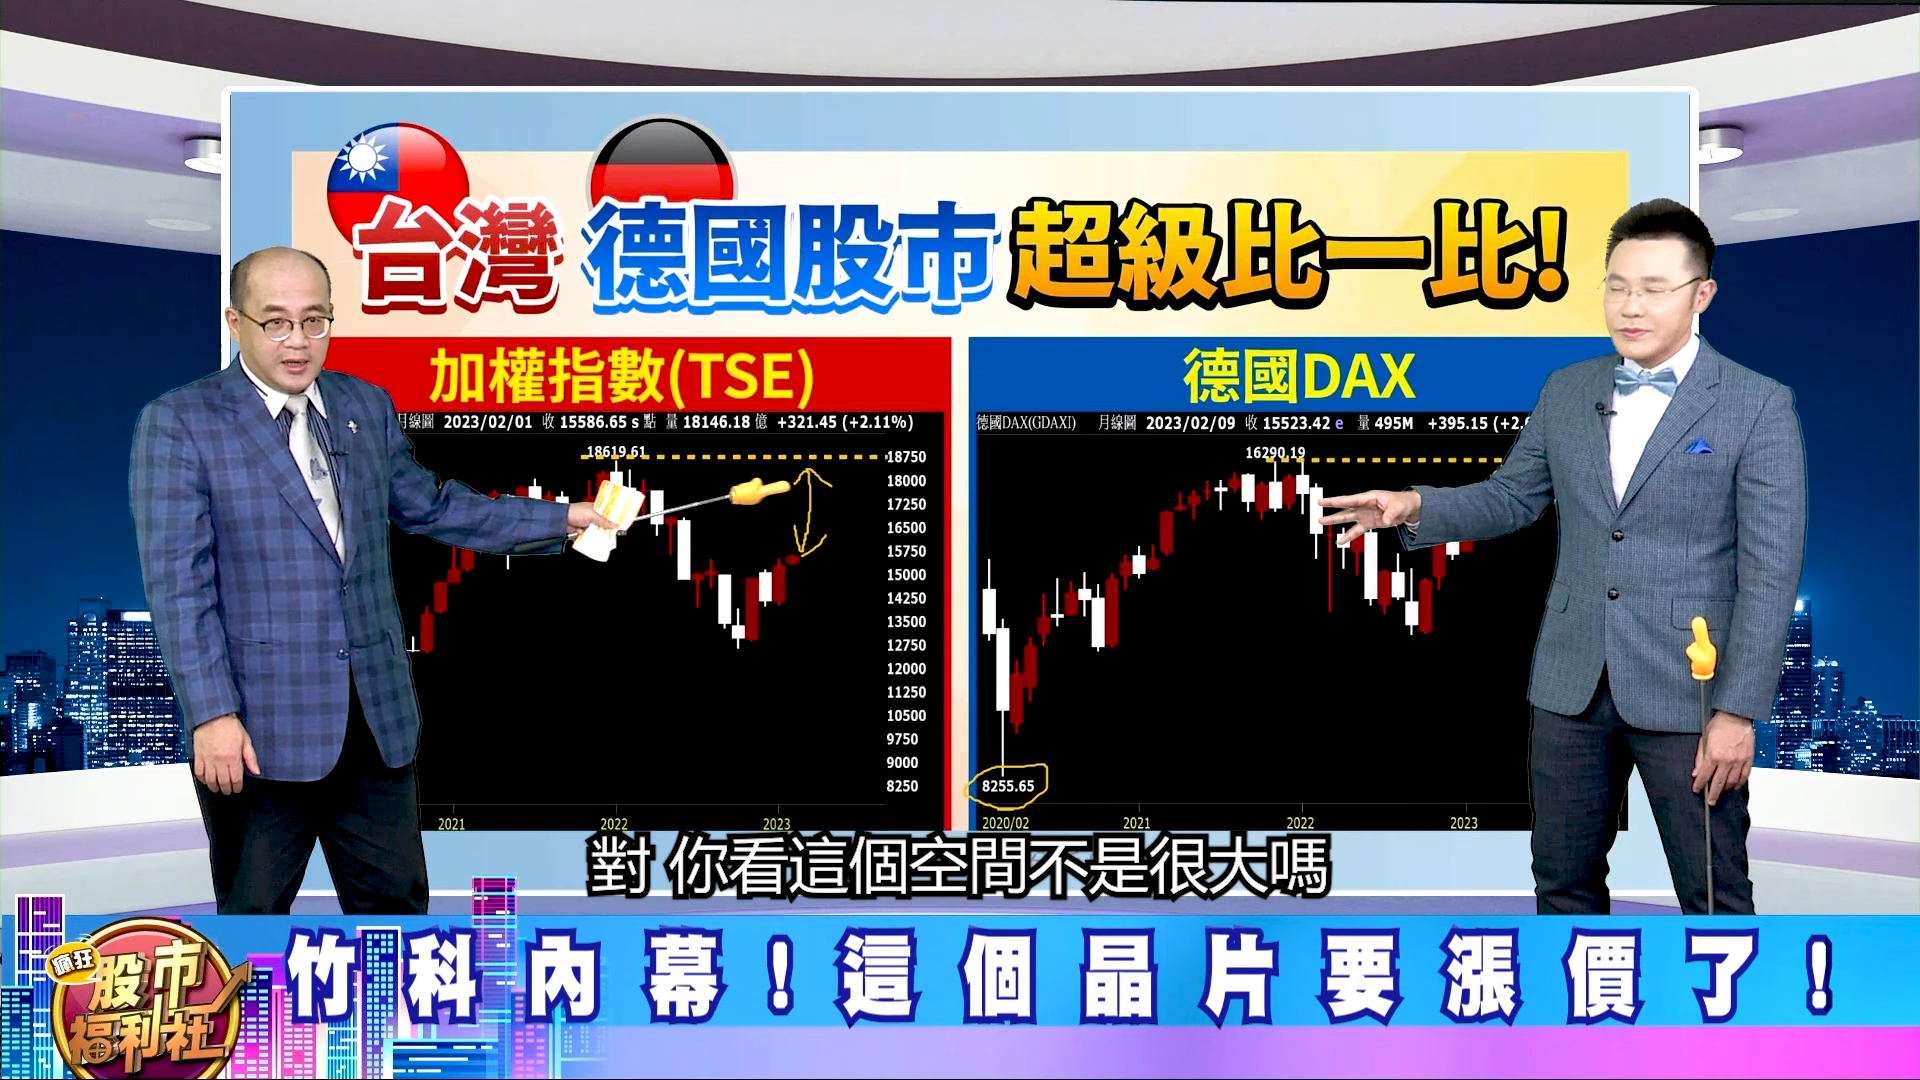 台灣 德國股市 超級比一比!
加權指數(TSE)
月線圖 2023/02/01 收 15586.65 s 點 量 18146.18 億 +321.45 (+2.11%)
18619.61
18750
18000
17250
16500
15750
15000
14250
13500
12750
12000
11250
10500
9750
9000
8250
2021 2022 2023
德國DAX
德國DAX(GDAXI) 月線圖 2023/02/09 收 15523.42 e 量 495M +395.15
16290.19
8255.65
2020/02 2021 2022 2023
對 你看這個空間不是很大嗎
竹科內幕!這個晶片要漲價了!
瘋狂
股市
福利社